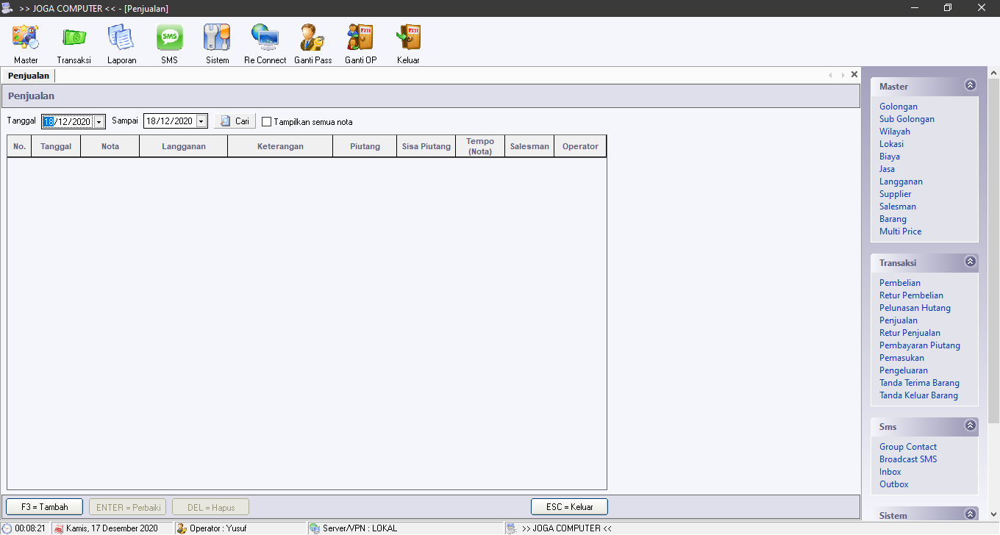 >> JOGA COMPUTER << - [Penjualan]
Master Transaksi Laporan SMS Sistem Re Connect Ganti Pass Ganti OP Keluar
Penjualan
Penjualan
Tanggal 18/12/2020 Sampai 18/12/2020 Cari Tampilkan semua nota
No. Tanggal Nota Langganan Keterangan Piutang Sisa Piutang Tempo (Nota) Salesman Operator
F3 = Tambah ENTER = Perbaiki DEL = Hapus ESC = Keluar
Master
Golongan
Sub Golongan
Wilayah
Lokasi
Biaya
Jasa
Langganan
Supplier
Salesman
Barang
Multi Price
Transaksi
Pembelian
Retur Pembelian
Pelunasan Hutang
Penjualan
Retur Penjualan
Pembayaran Piutang
Pemasukan
Pengeluaran
Tanda Terima Barang
Tanda Keluar Barang
Sms
Group Contact
Broadcast SMS
Inbox
Outbox
Sistem
00:08:21 Kamis, 17 Desember 2020 Operator : Yusuf Server/VPN : LOKAL >> JOGA COMPUTER <<